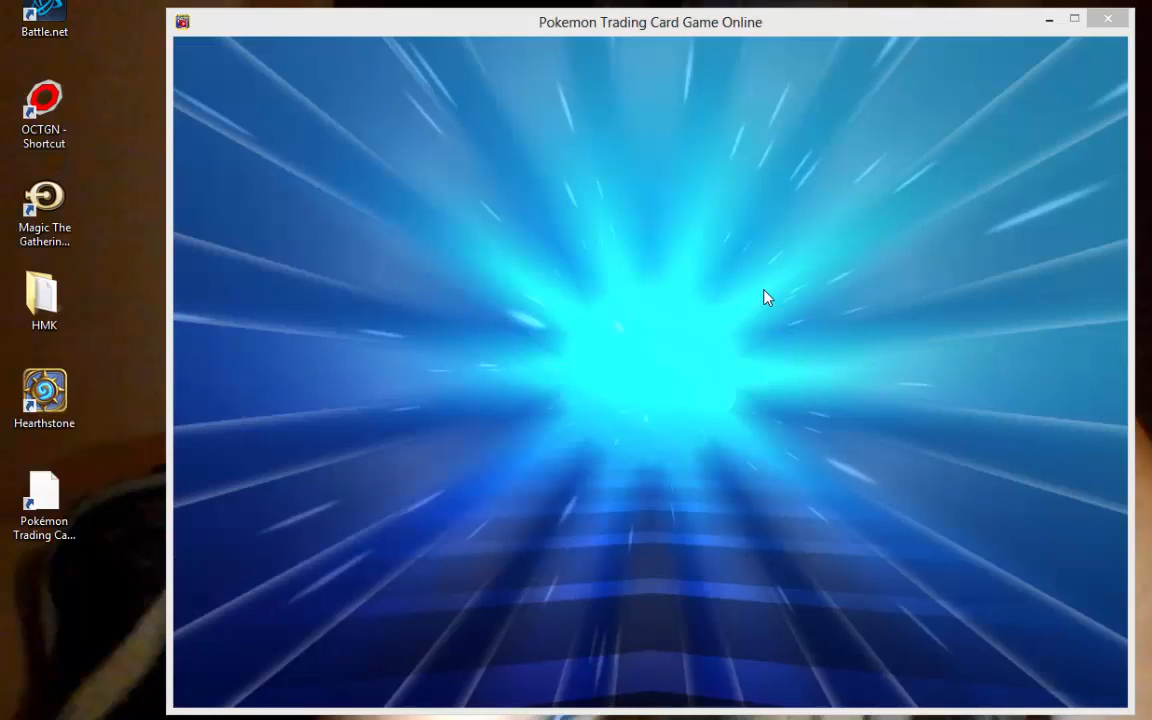 Pokemon Trading Card Game Online
Battle.net
OCTGN -
Shortcut
Magic The
Gatherin...
HMK
Hearthstone
Pokémon
Trading Ca...